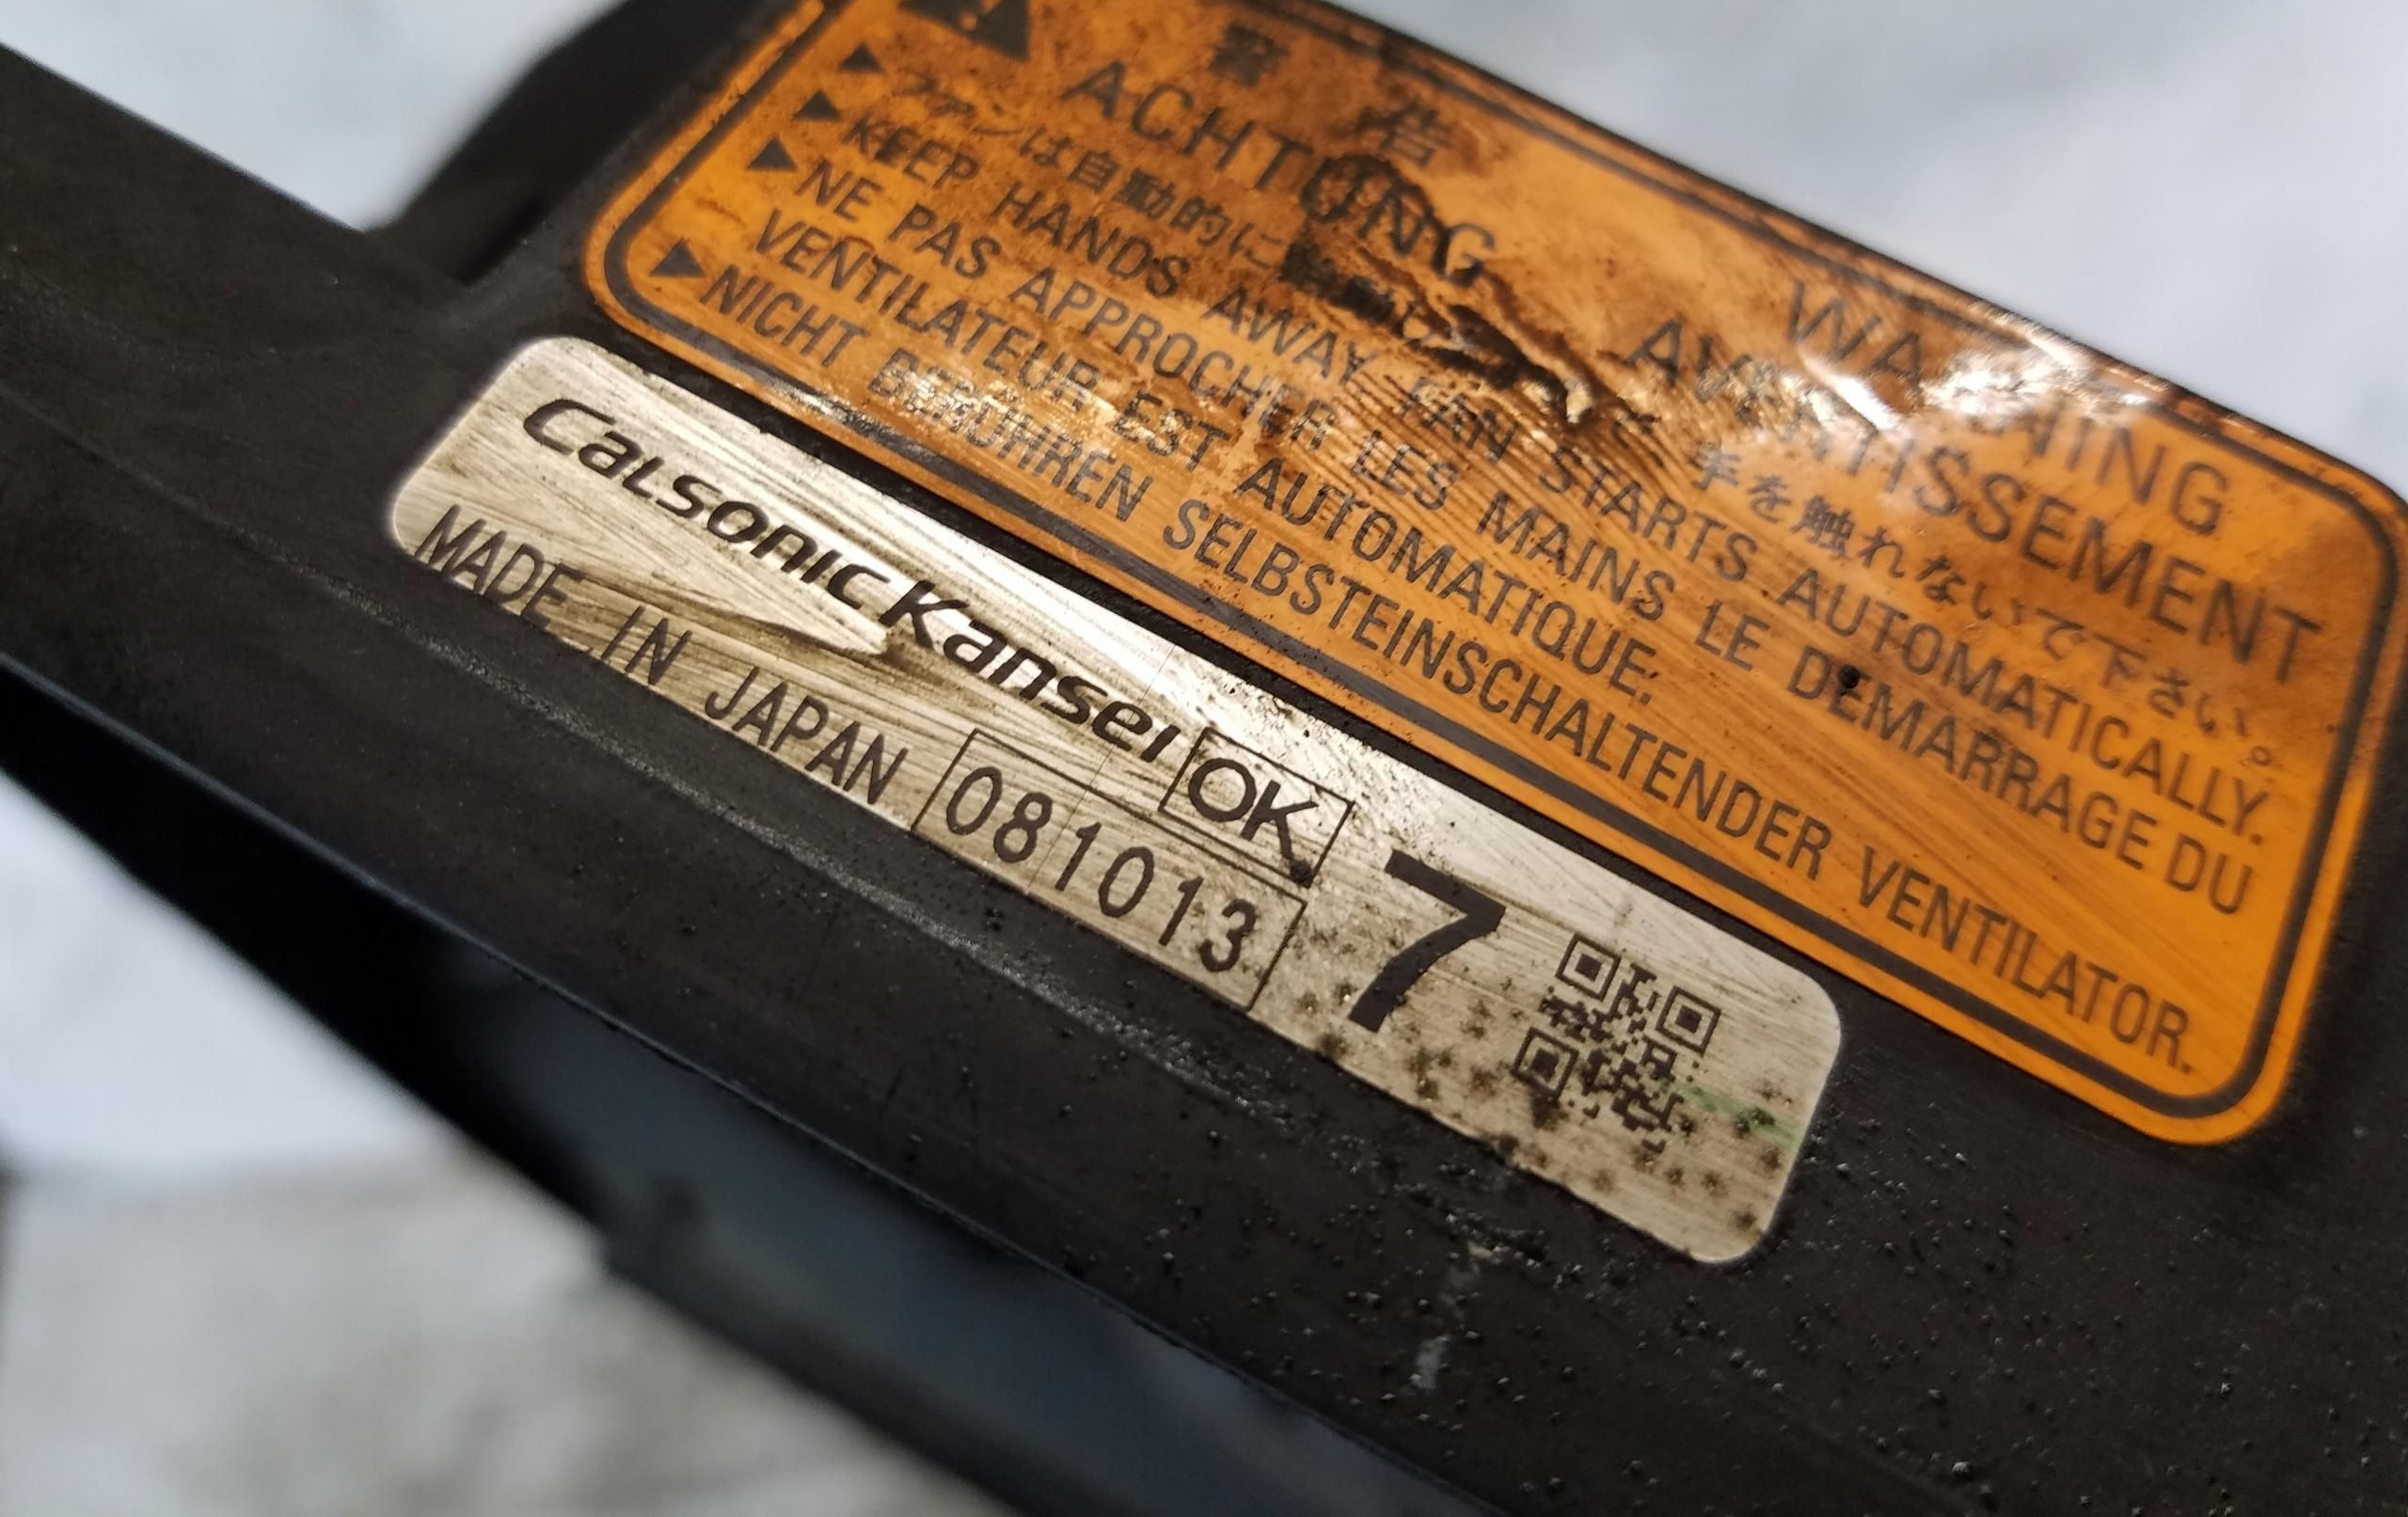 警告 WARNING
ACHTUNG AVERTISSEMENT
ファンは自動的に 手を触れないで下さい。
KEEP HANDS AWAY FAN STARTS AUTOMATICALLY.
NE PAS APPROCHER LES MAINS LE DEMARRAGE DU
VENTILATEUR EST AUTOMATIQUE.
NICHT BERÜHREN SELBSTEINSCHALTENDER VENTILATOR.
Calsonic Kansei OK
MADE IN JAPAN 081013 7